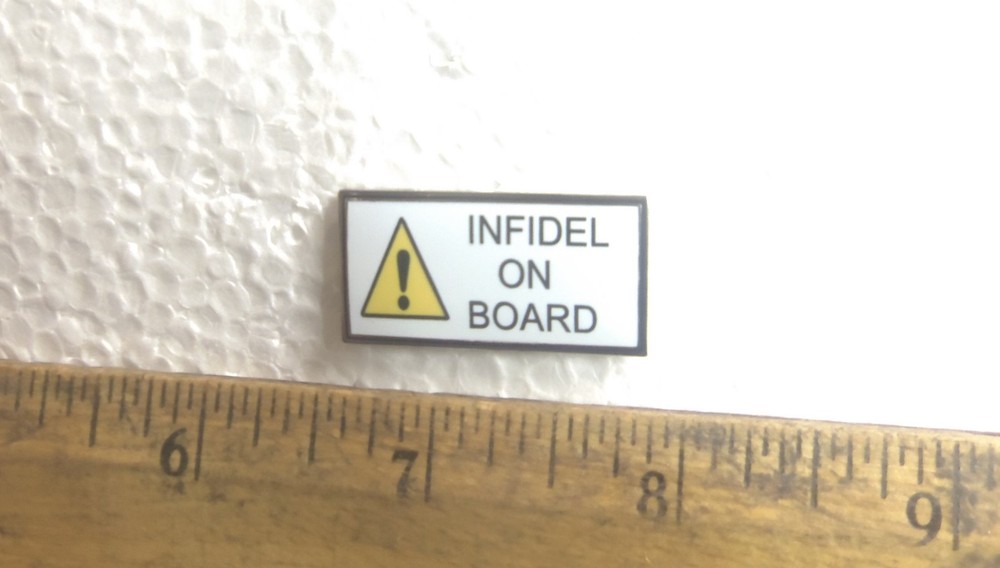 INFIDEL
ON
BOARD
6 7 8 9